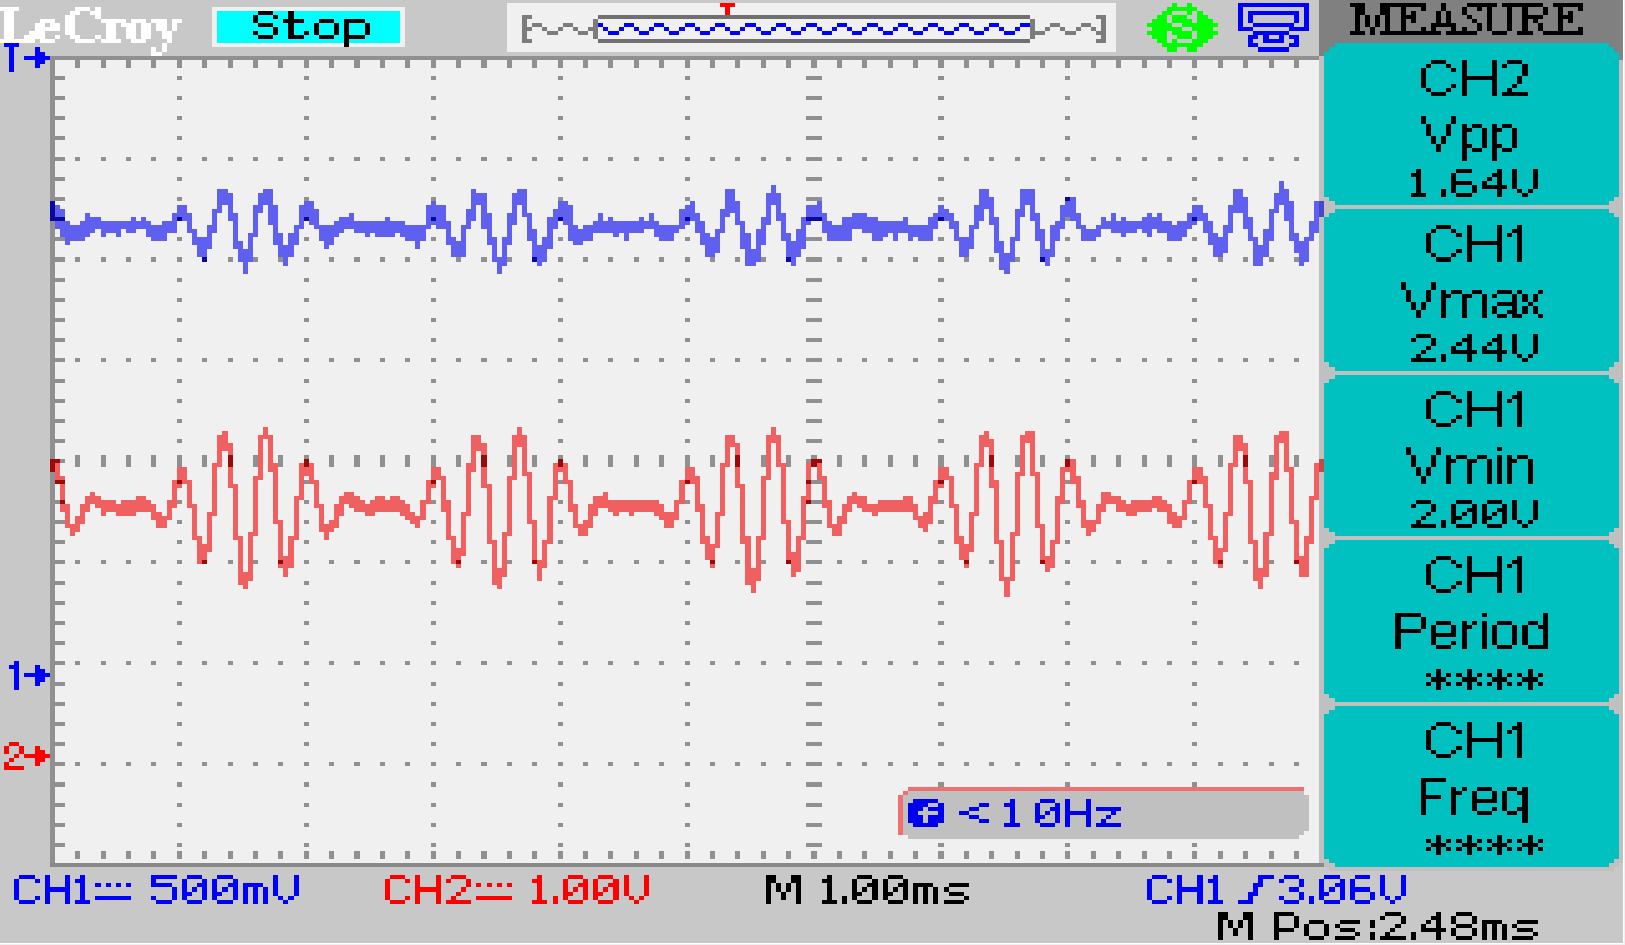 LeCroy Stop T S MEASURE
T
CH2
Vpp
1.64V
CH1
Vmax
2.44V
CH1
Vmin
2.00V
CH1
Period
****
CH1
Freq
****
1
2
f <10Hz
CH1 500mV CH2 1.00V M 1.00ms CH1 3.06V
M Pos:2.48ms